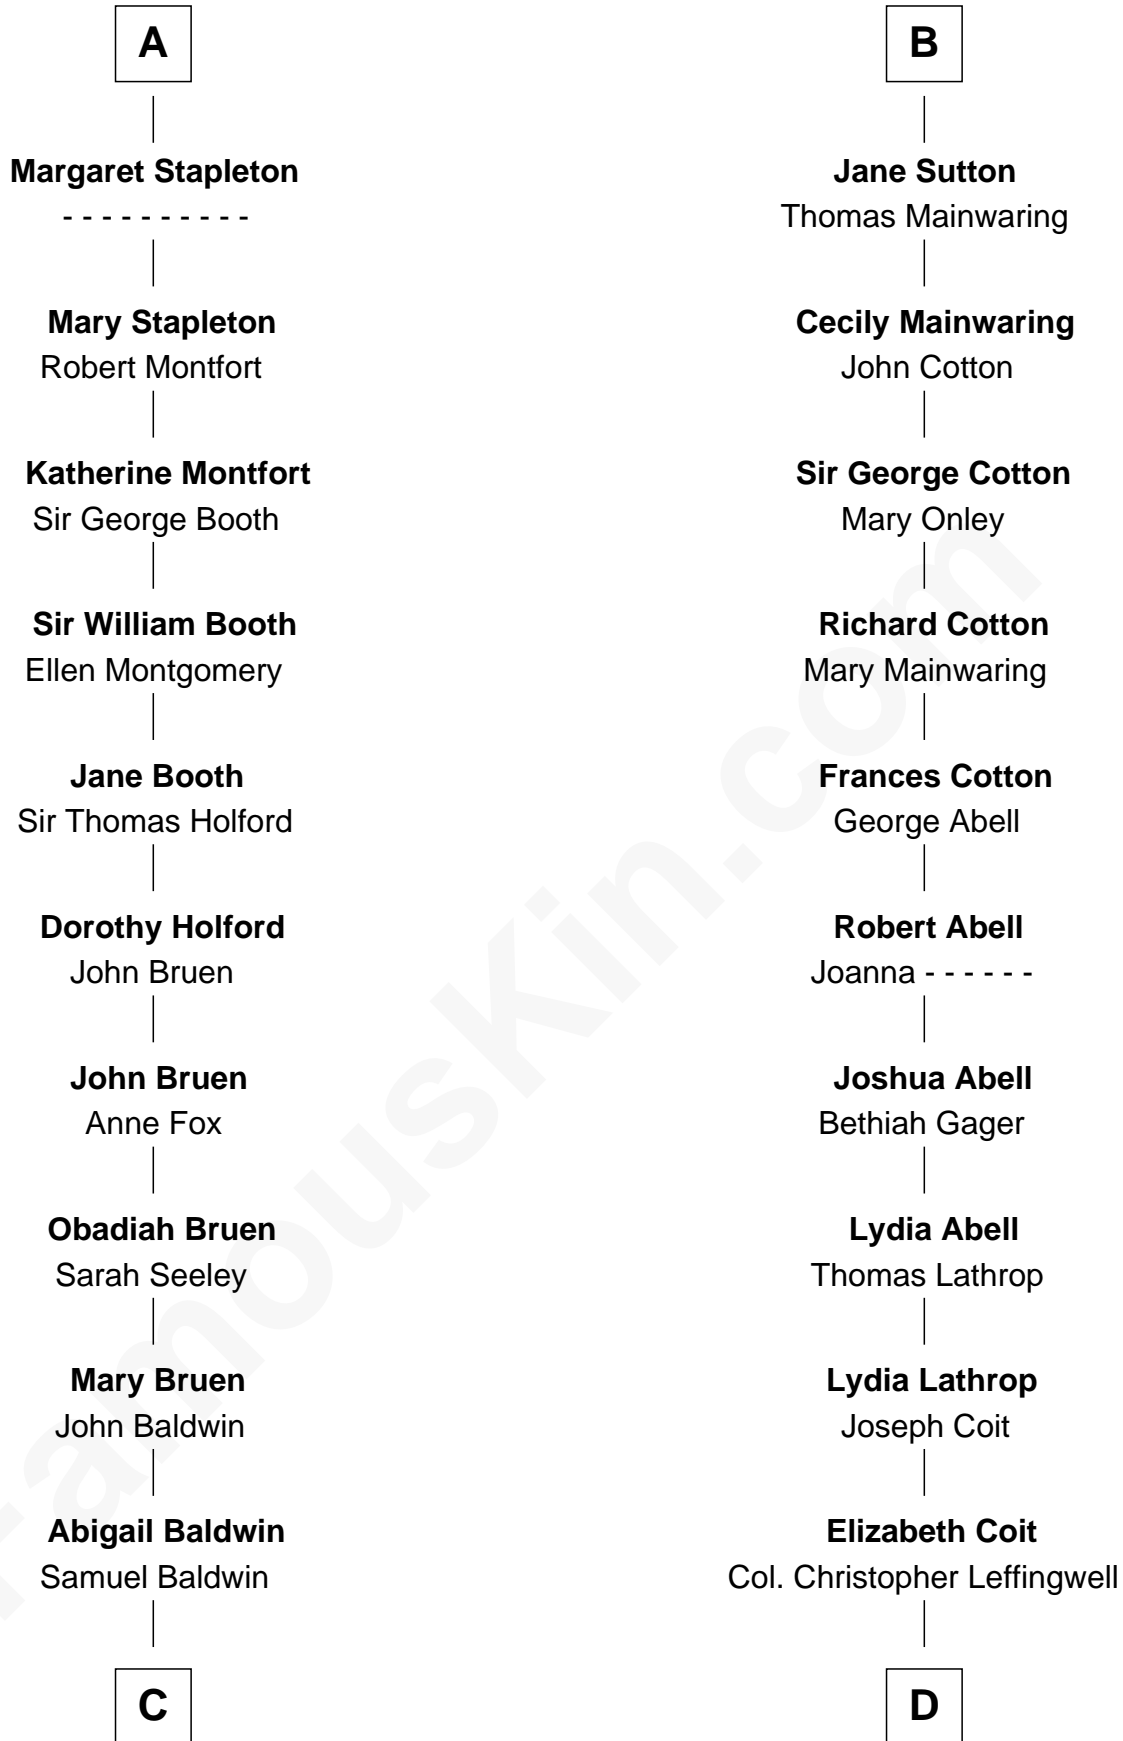 A
Margaret Stapleton
- - - - - - - - - -
Mary Stapleton
Robert Montfort
Katherine Montfort
Sir George Booth
Sir William Booth
Ellen Montgomery
Jane Booth
Sir Thomas Holford
Dorothy Holford
John Bruen
John Bruen
Anne Fox
Obadiah Bruen
Sarah Seeley
Mary Bruen
John Baldwin
Abigail Baldwin
Samuel Baldwin
C
B
Jane Sutton
Thomas Mainwaring
Cecily Mainwaring
John Cotton
Sir George Cotton
Mary Onley
Richard Cotton
Mary Mainwaring
Frances Cotton
George Abell
Robert Abell
Joanna - - - - - -
Joshua Abell
Bethiah Gager
Lydia Abell
Thomas Lathrop
Lydia Lathrop
Joseph Coit
Elizabeth Coit
Col. Christopher Leffingwell
D
FamousKin.com